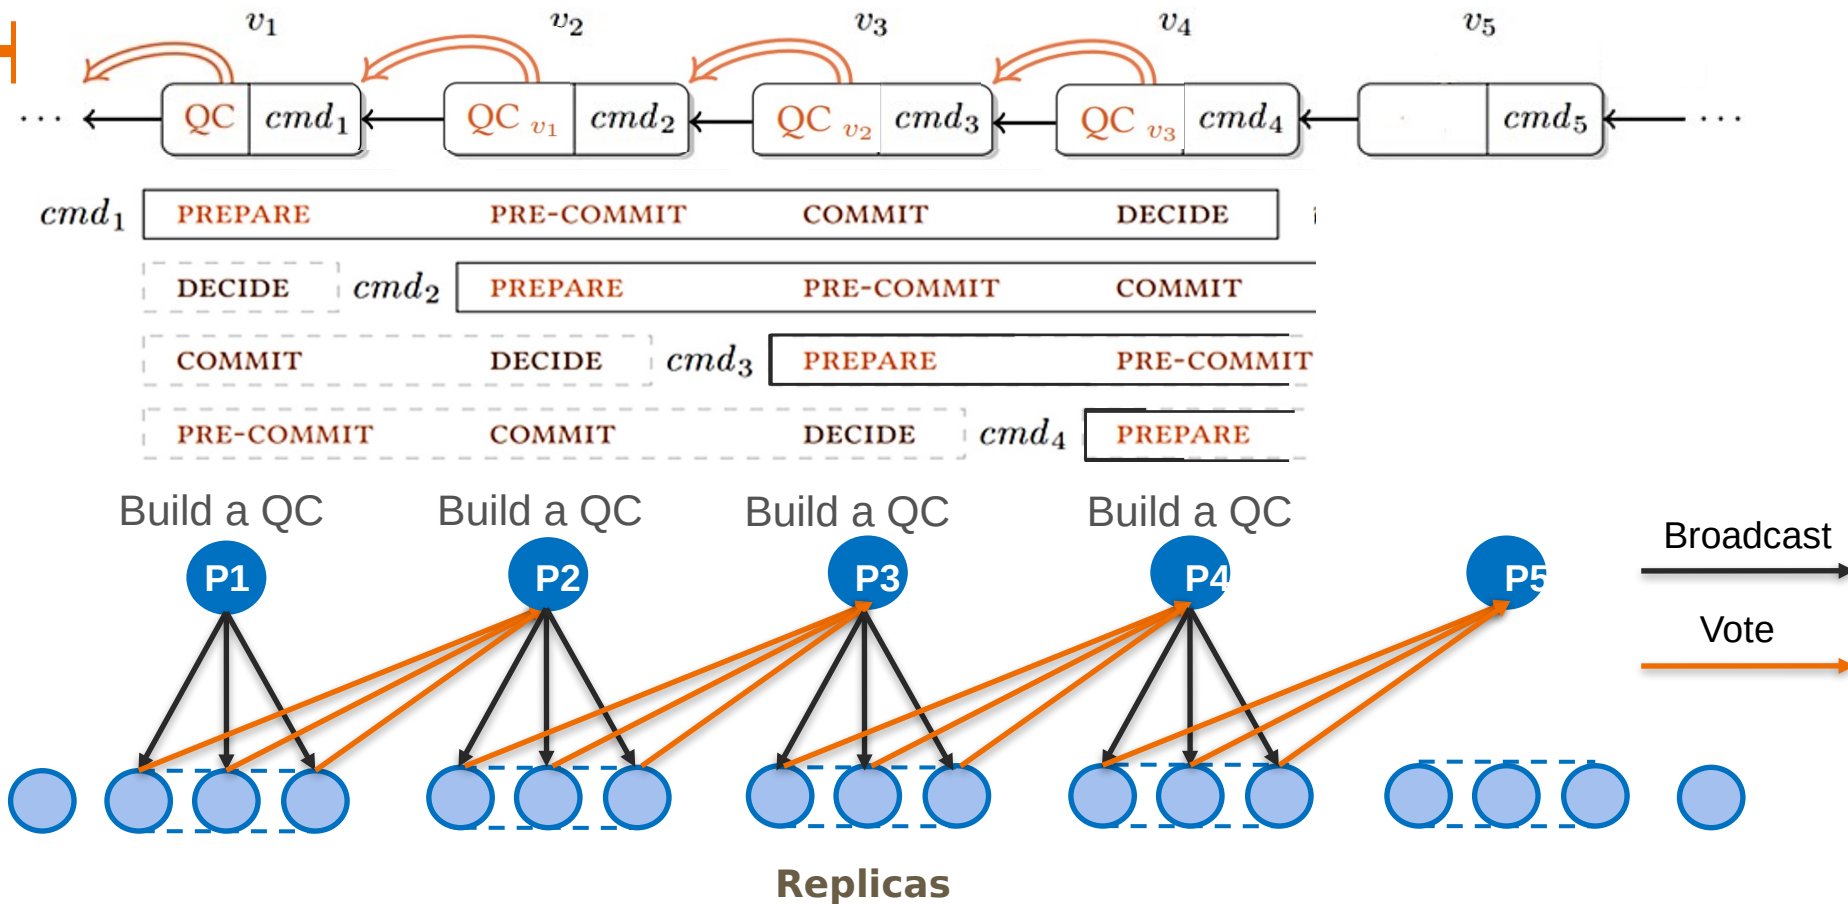 v1 v2 v3 v4 v5
··· QC cmd1 QC v1 cmd2 QC v2 cmd3 QC v3 cmd4 cmd5 ···
cmd1 PREPARE PRE-COMMIT COMMIT DECIDE
DECIDE cmd2 PREPARE PRE-COMMIT COMMIT
COMMIT DECIDE cmd3 PREPARE PRE-COMMIT
PRE-COMMIT COMMIT DECIDE cmd4 PREPARE
Build a QC Build a QC Build a QC Build a QC
Broadcast
P1 P2 P3 P4 P5
Vote
Replicas